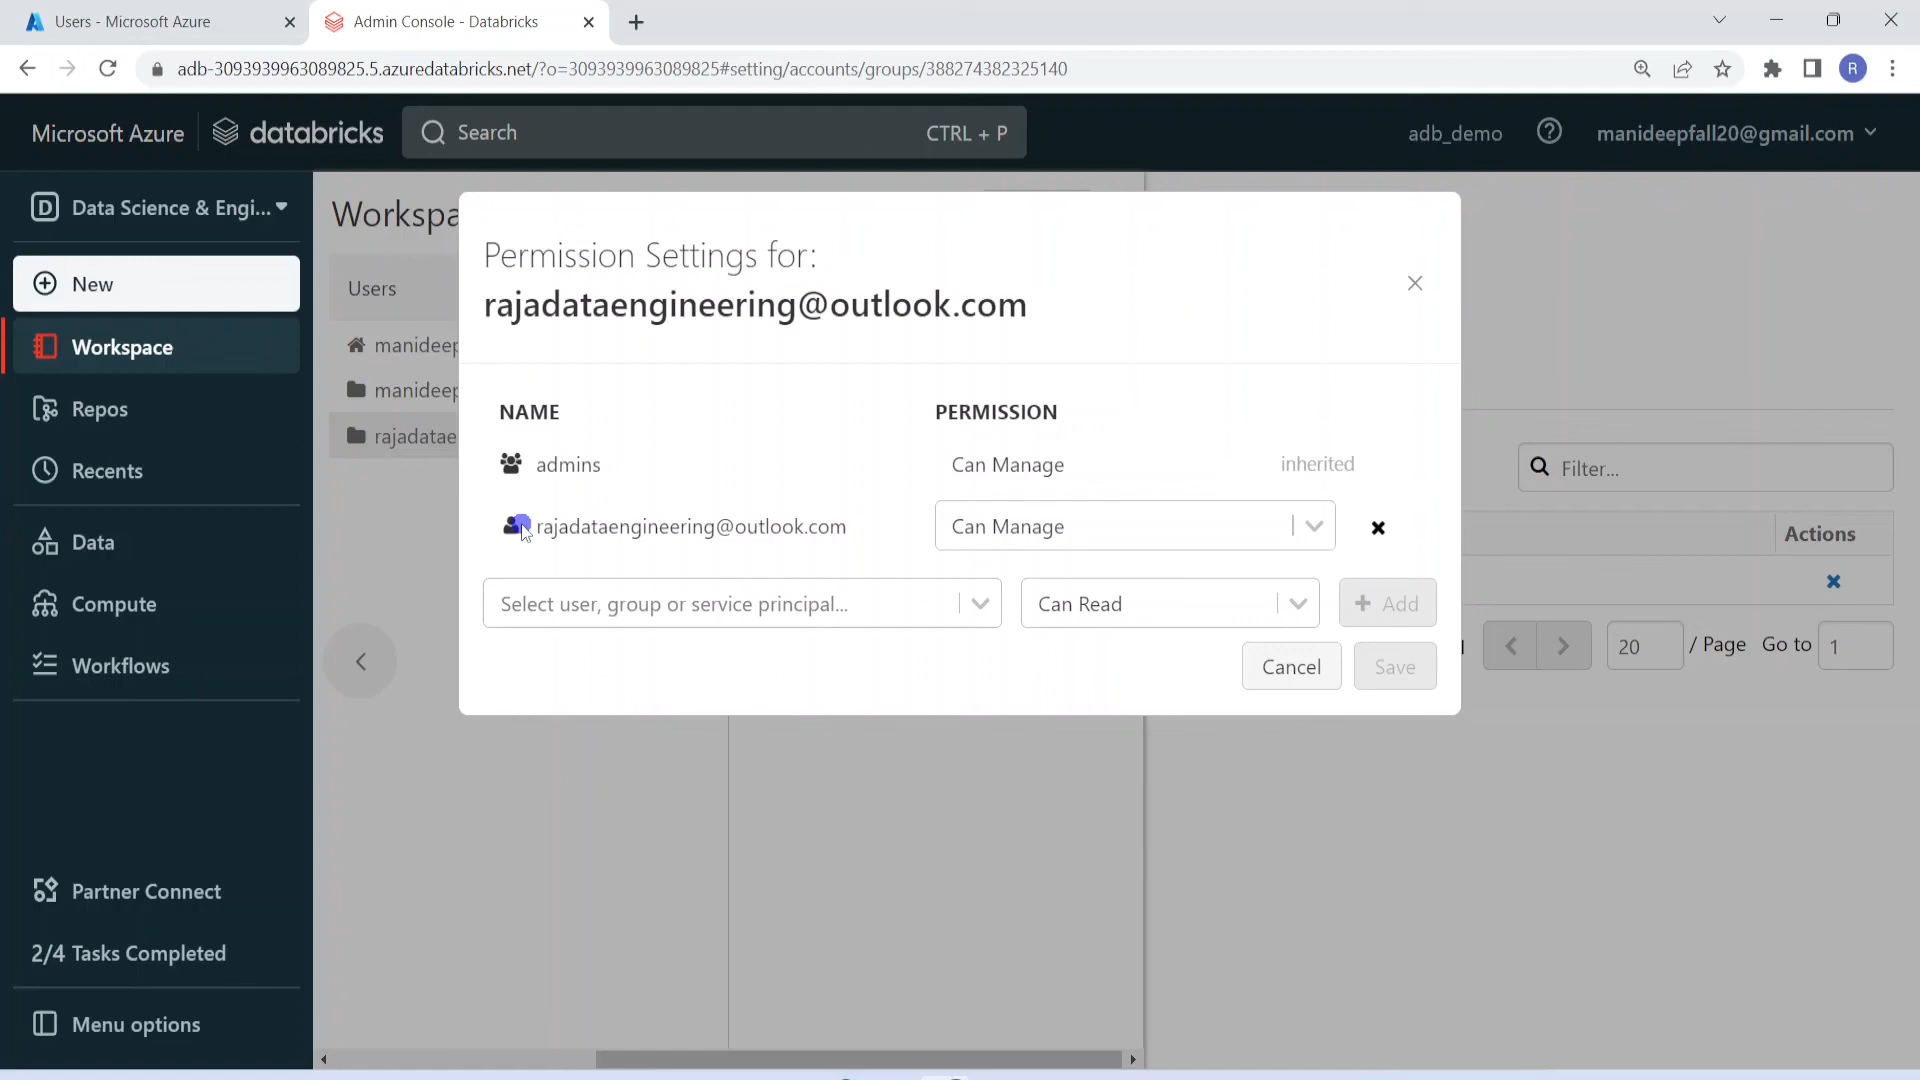 Users - Microsoft Azure
Admin Console - Databricks
adb-3093939963089825.5.azuredatabricks.net/?o=3093939963089825#setting/accounts/groups/388274382325140
R
Microsoft Azure
databricks
Search
CTRL + P
adb_demo
manideepfall20@gmail.com
D
Data Science & Engi...
New
Workspace
Repos
Recents
Data
Compute
Workflows
Partner Connect
2/4 Tasks Completed
Menu options
Workspa
Users
manideep
manideep
rajadatae
Permission Settings for:
rajadataengineering@outlook.com
NAME
PERMISSION
admins
Can Manage
inherited
rajadataengineering@outlook.com
Can Manage
Select user, group or service principal...
Can Read
Add
Cancel
Save
Filter...
Actions
20
/ Page
Go to
1